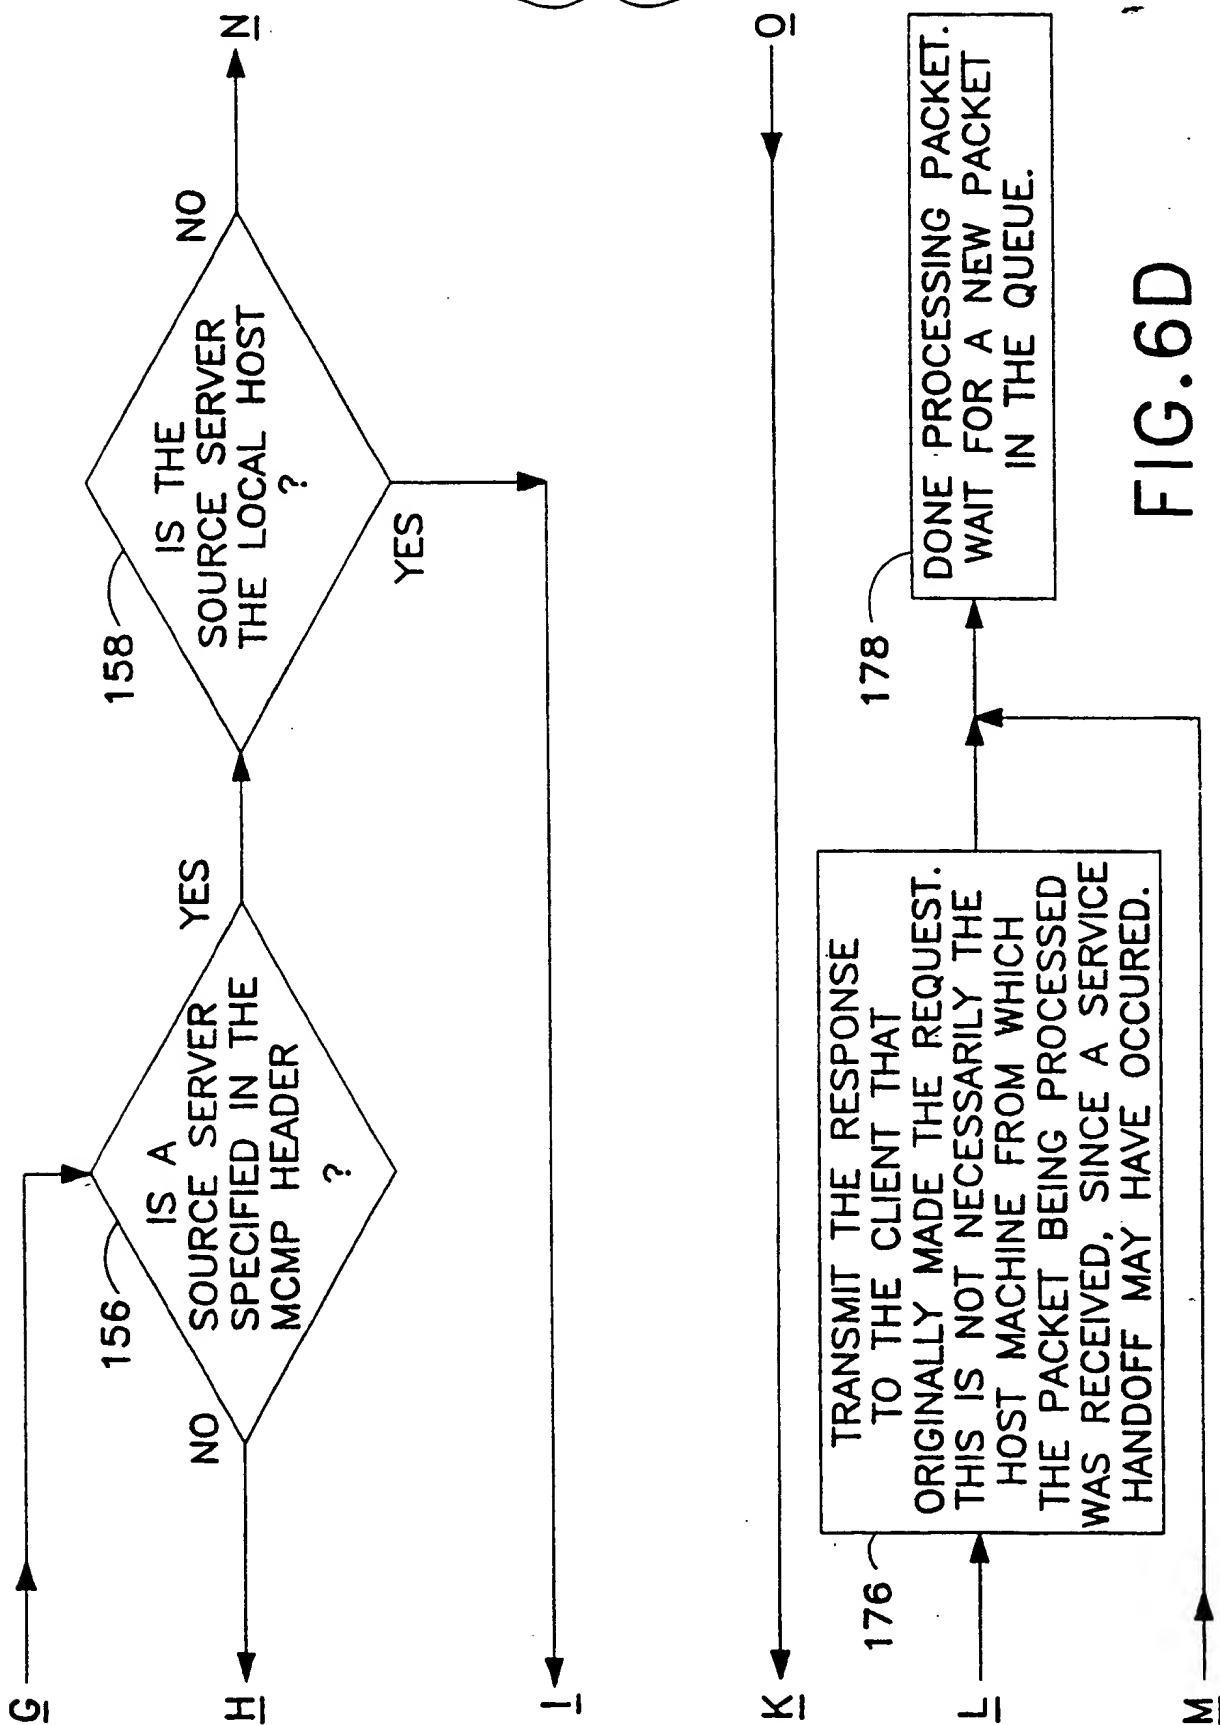 G
156
IS A
SOURCE SERVER
SPECIFIED IN THE
MCMP HEADER
?
NO
YES
H
158
IS THE
SOURCE SERVER
THE LOCAL HOST
?
NO
N
YES
I
O
K
L
176
TRANSMIT THE RESPONSE
TO THE CLIENT THAT
ORIGINALLY MADE THE REQUEST.
THIS IS NOT NECESSARILY THE
HOST MACHINE FROM WHICH
THE PACKET BEING PROCESSED
WAS RECEIVED, SINCE A SERVICE
HANDOFF MAY HAVE OCCURED.
178
DONE PROCESSING PACKET.
WAIT FOR A NEW PACKET
IN THE QUEUE.
M
FIG.6D